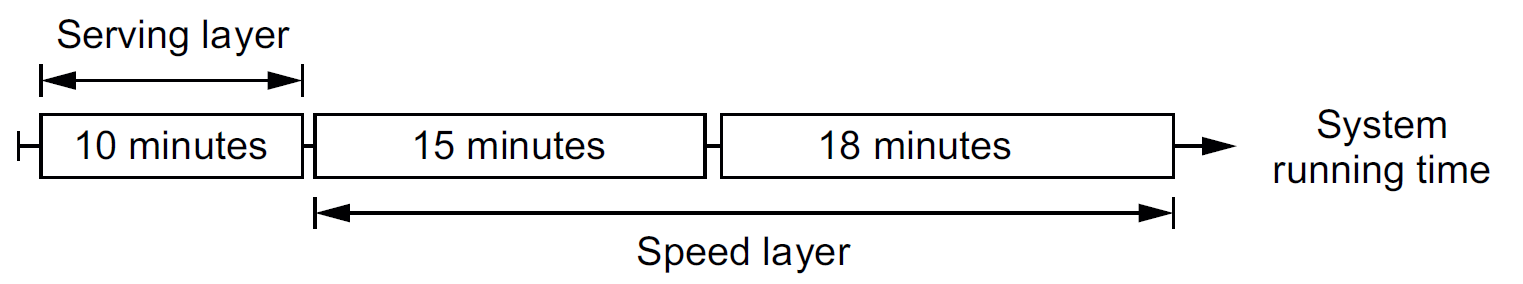 Serving layer
10 minutes
15 minutes
18 minutes
System
running time
Speed layer